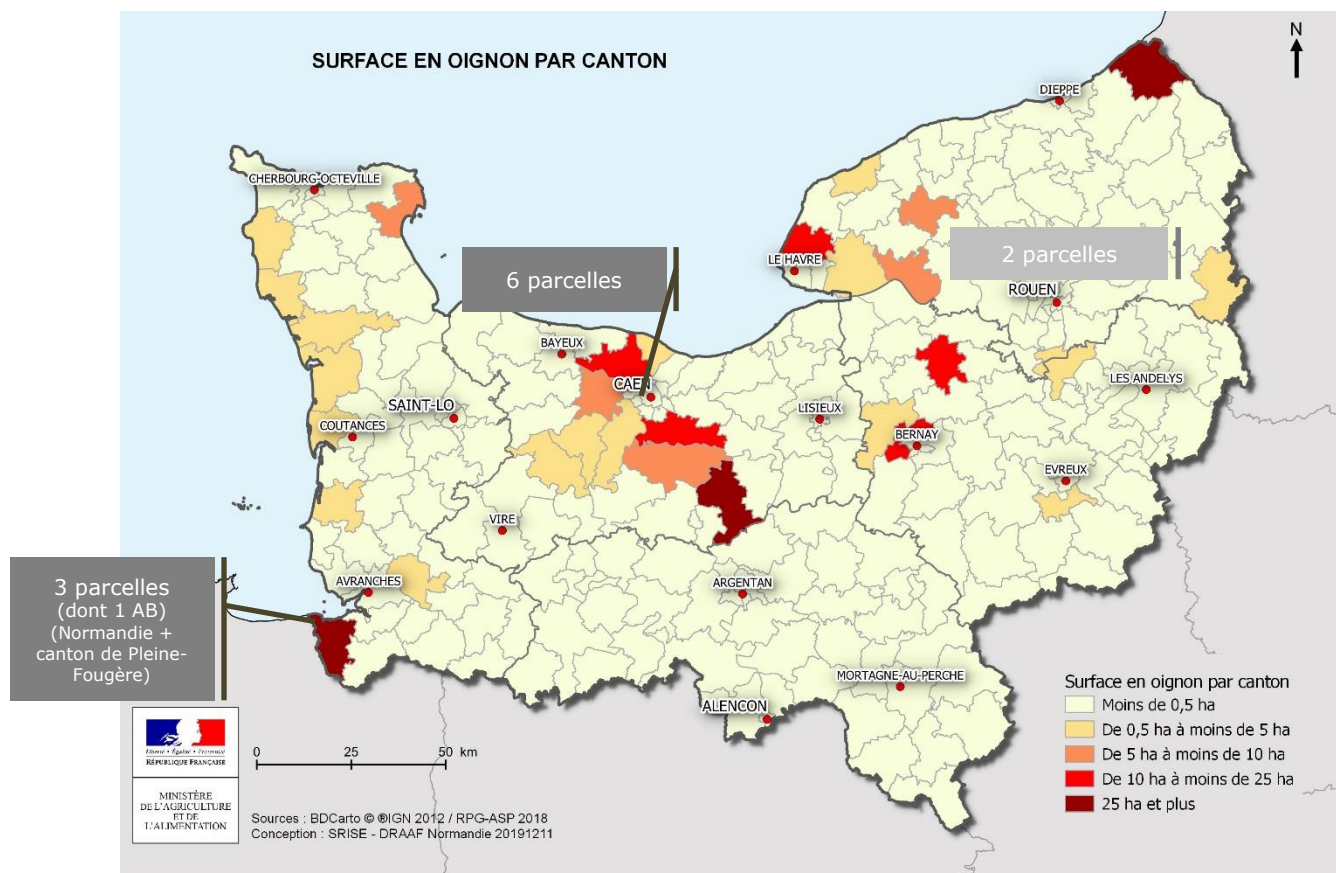 SURFACE EN OIGNON PAR CANTON
N
DIEPPE
CHERBOURG-OCTEVILLE
6 parcelles
LE HAVRE
2 parcelles
ROUEN
BAYEUX
CAEN
LES ANDELYS
SAINT-LO
LISIEUX
COUTANCES
BERNAY
EVREUX
VIRE
3 parcelles
(dont 1 AB)
(Normandie +
canton de Pleine-
Fougère)
AVRANCHES
ARGENTAN
MORTAGNE-AU-PERCHE
ALENCON
Surface en oignon par canton
Moins de 0,5 ha
De 0,5 ha à moins de 5 ha
De 5 ha à moins de 10 ha
De 10 ha à moins de 25 ha
25 ha et plus
Liberté • Égalité • Fraternité
RÉPUBLIQUE FRANÇAISE
MINISTÈRE
DE L'AGRICULTURE
ET DE
L'ALIMENTATION
0 25 50 km
Sources : BDCarto © ®IGN 2012 / RPG-ASP 2018
Conception : SRISE - DRAAF Normandie 20191211